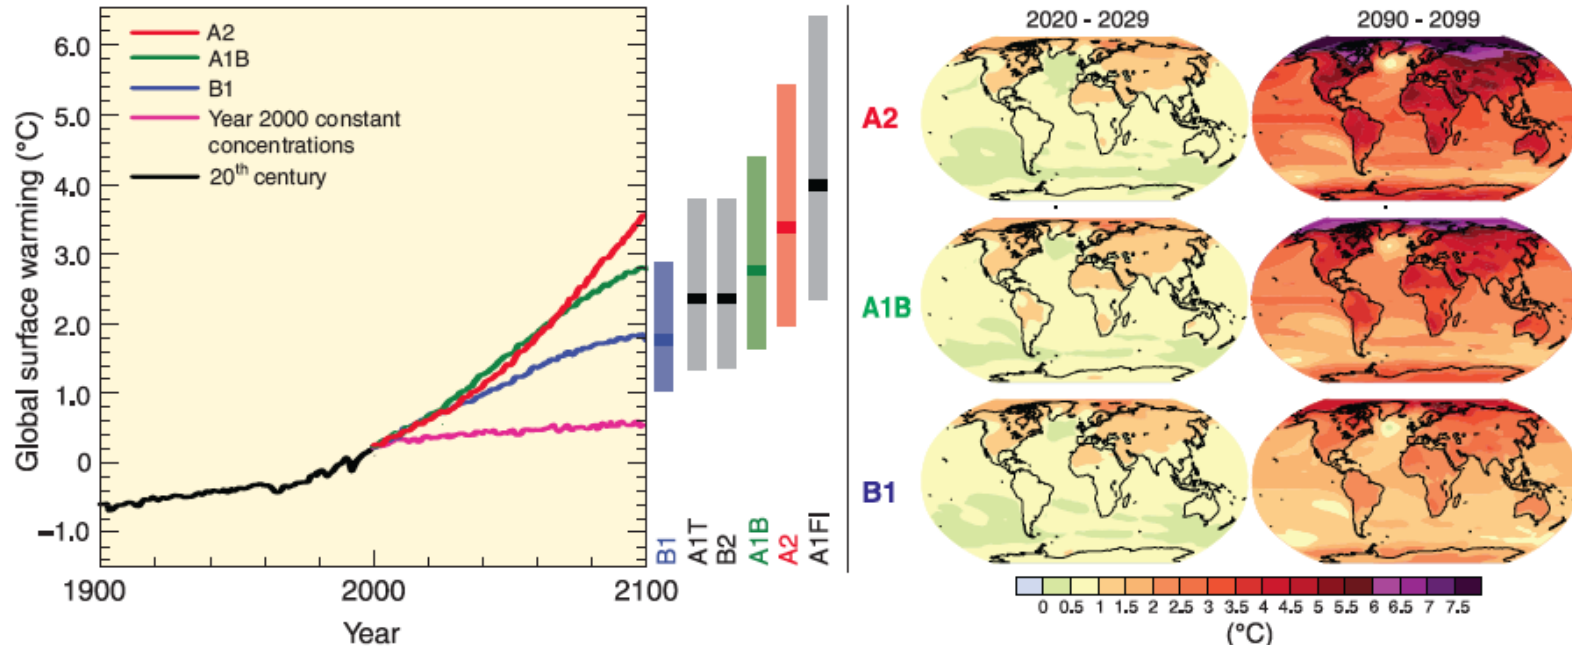 Global surface warming (°C)
6.0
5.0
4.0
3.0
2.0
1.0
0
−1.0
A2
A1B
B1
Year 2000 constant
concentrations
20th century
1900
2000
2100
Year
B1
A1T
B2
A1B
A2
A1FI
2020 - 2029
2090 - 2099
A2
A1B
B1
0 0.5 1 1.5 2 2.5 3 3.5 4 4.5 5 5.5 6 6.5 7 7.5
(°C)